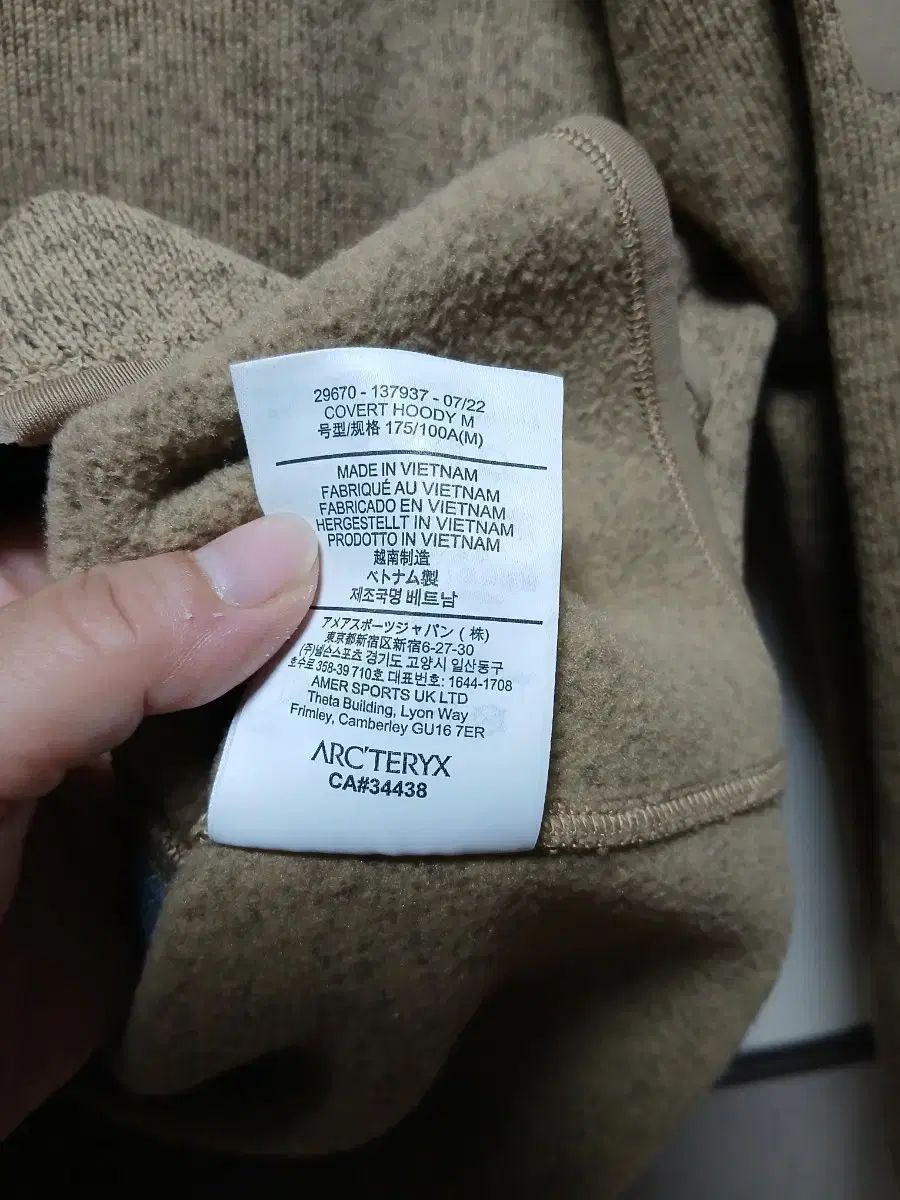 29670 - 137937 - 07/22
COVERT HOODY M
号型/规格 175/100A(M)
MADE IN VIETNAM
FABRIQUÉ AU VIETNAM
FABRICADO EN VIETNAM
HERGESTELLT IN VIETNAM
PRODOTTO IN VIETNAM
越南制造
ベトナム製
제조국명 베트남
アメアスポーツジャパン ( 株)
東京都新宿区新宿6-27-30
(주)넬슨스포츠 경기도 고양시 일산동구
호수로 358-39 710호 대표번호: 1644-1708
AMER SPORTS UK LTD
Theta Building, Lyon Way
Frimley, Camberley GU16 7ER
ARC'TERYX
CA#34438